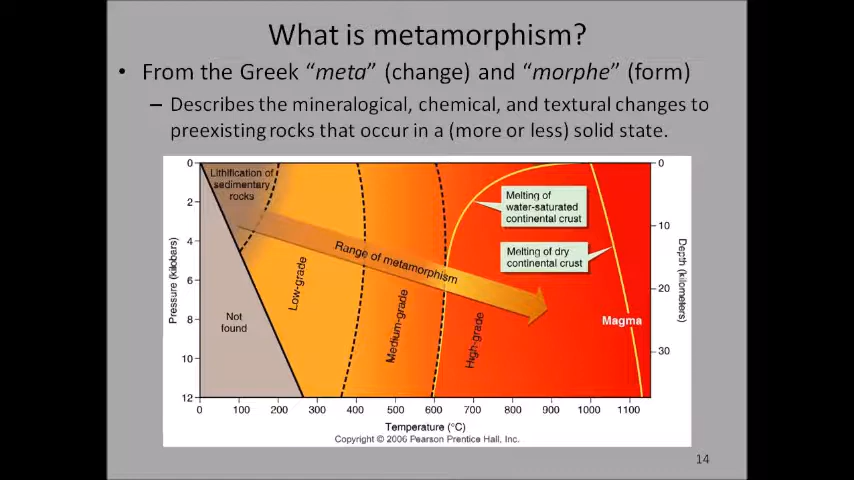 What is metamorphism?
• From the Greek “meta” (change) and “morphe” (form)
– Describes the mineralogical, chemical, and textural changes to
preexisting rocks that occur in a (more or less) solid state.
Lithification of
sedimentary
rocks
Melting of
water-saturated
continental crust
Melting of dry
continental crust
Range of metamorphism
Low-grade
Medium-grade
High-grade
Not
found
Magma
Pressure (kilobars)
0
2
4
6
8
10
12
Depth (kilometers)
0
10
20
30
0 100 200 300 400 500 600 700 800 900 1000 1100
Temperature (°C)
Copyright © 2006 Pearson Prentice Hall, Inc.
14